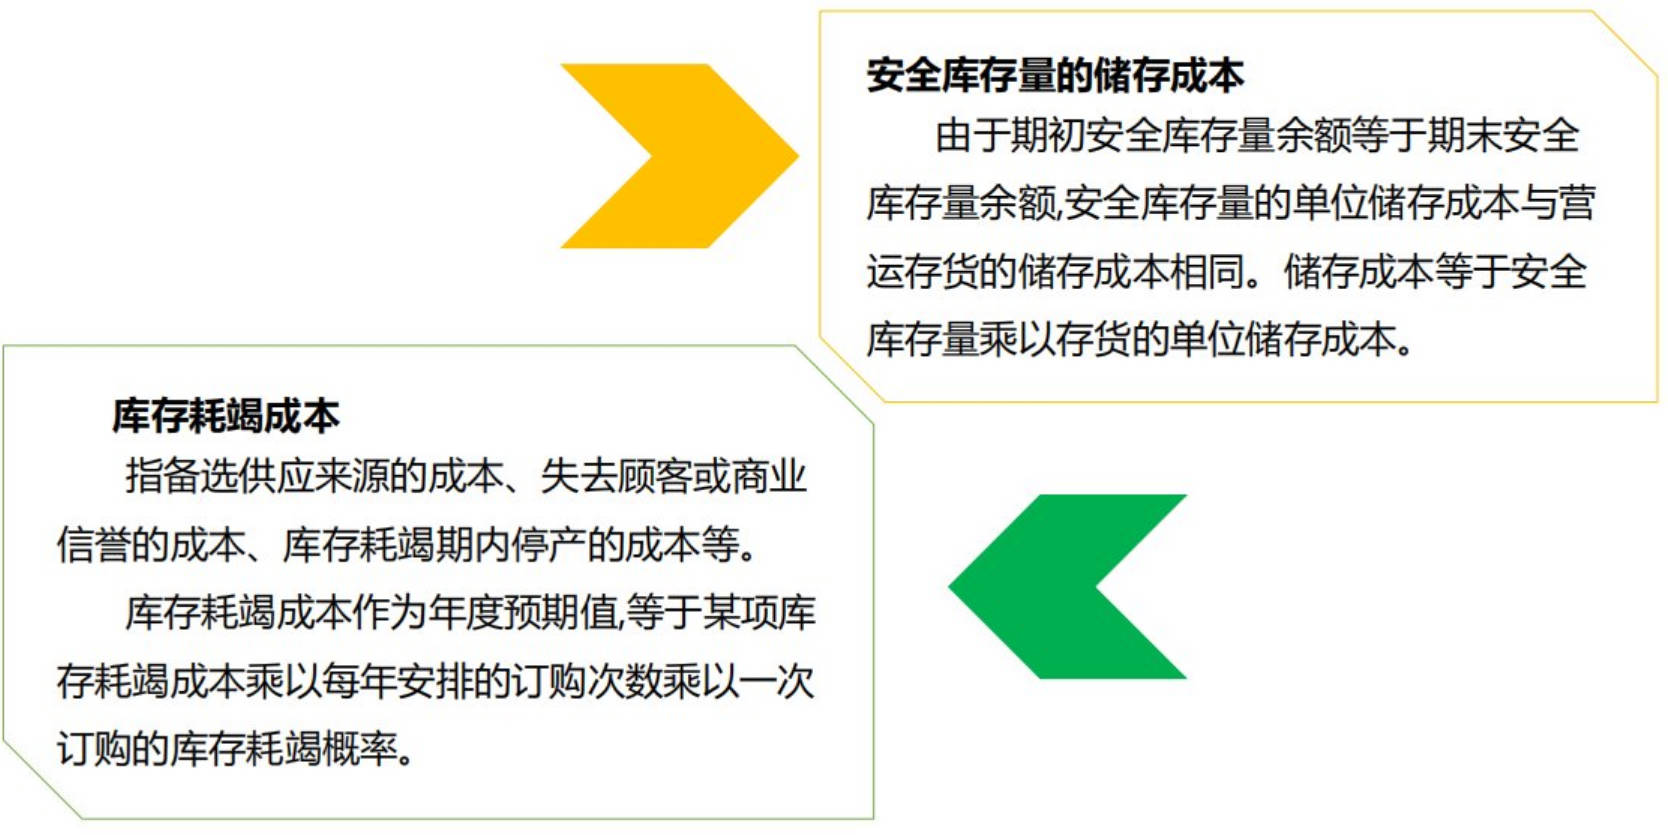 安全库存量的储存成本
由于期初安全库存量余额等于期末安全
库存量余额,安全库存量的单位储存成本与营
运存货的储存成本相同。储存成本等于安全
库存量乘以存货的单位储存成本。
库存耗竭成本
指备选供应来源的成本、失去顾客或商业
信誉的成本、库存耗竭期内停产的成本等。
库存耗竭成本作为年度预期值,等于某项库
存耗竭成本乘以每年安排的订购次数乘以一次
订购的库存耗竭概率。